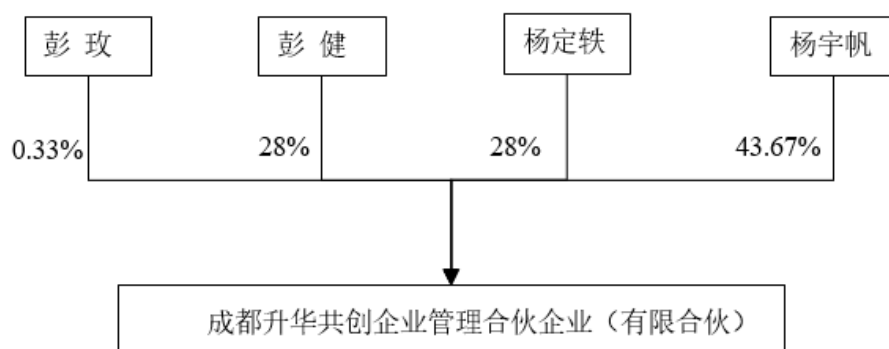 彭 玫
彭 健
杨定轶
杨宇帆
0.33%
28%
28%
43.67%
成都升华共创企业管理合伙企业（有限合伙）